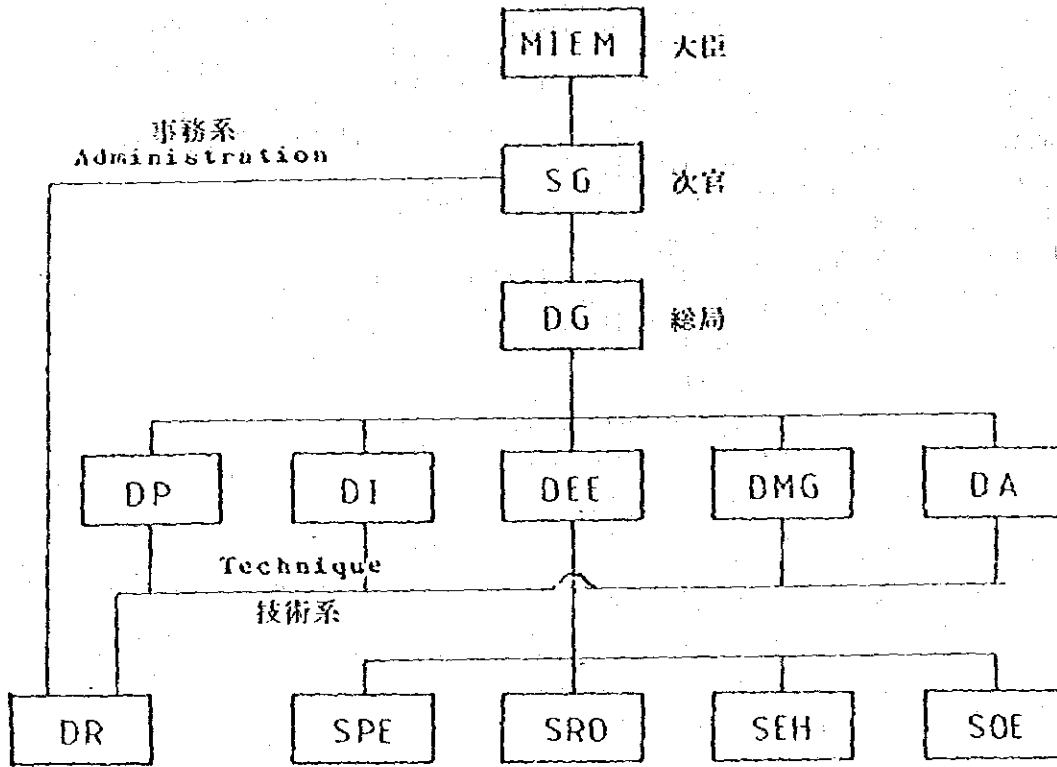 MIEM 大臣
事務系
Administration
SG 次官
DG 総局
DP DI DEE DMG DA
Technique
技術系
DR SPE SRO SEH SOE